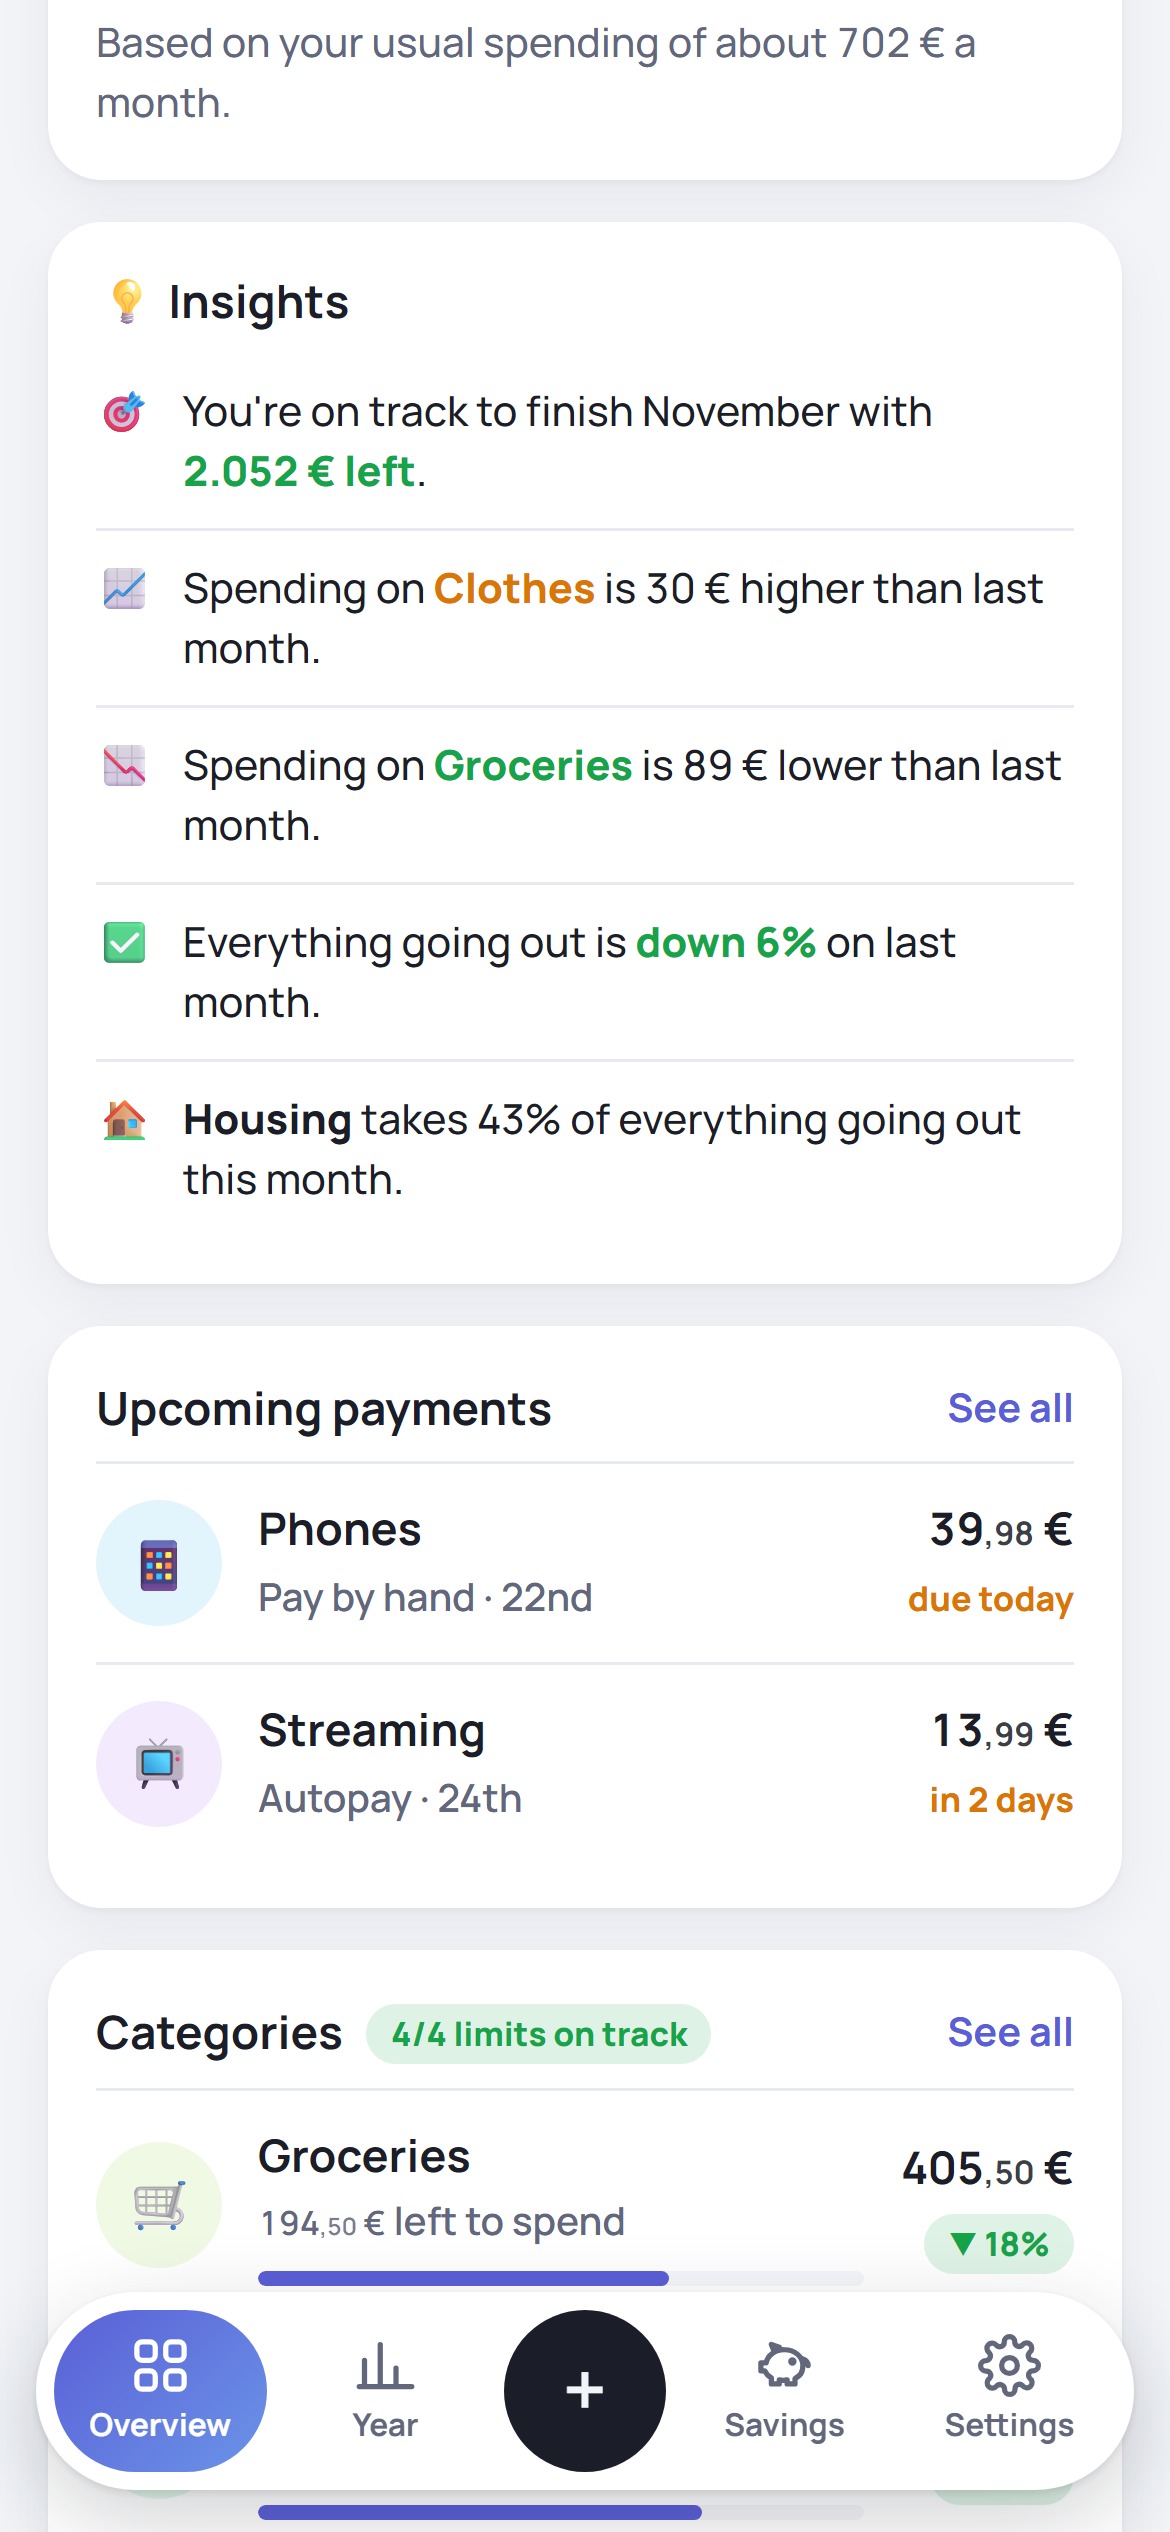 Based on your usual spending of about 702 € a
month.
Insights
You're on track to finish November with
2.052 € left.
Spending on Clothes is 30 € higher than last
month.
Spending on Groceries is 89 € lower than last
month.
Everything going out is down 6% on last
month.
Housing takes 43% of everything going out
this month.
Upcoming payments See all
Phones 39,98 €
Pay by hand · 22nd due today
Streaming 13,99 €
Autopay · 24th in 2 days
Categories 4/4 limits on track See all
Groceries 405,50 €
194,50 € left to spend ▼ 18%
Overview Year + Savings Settings